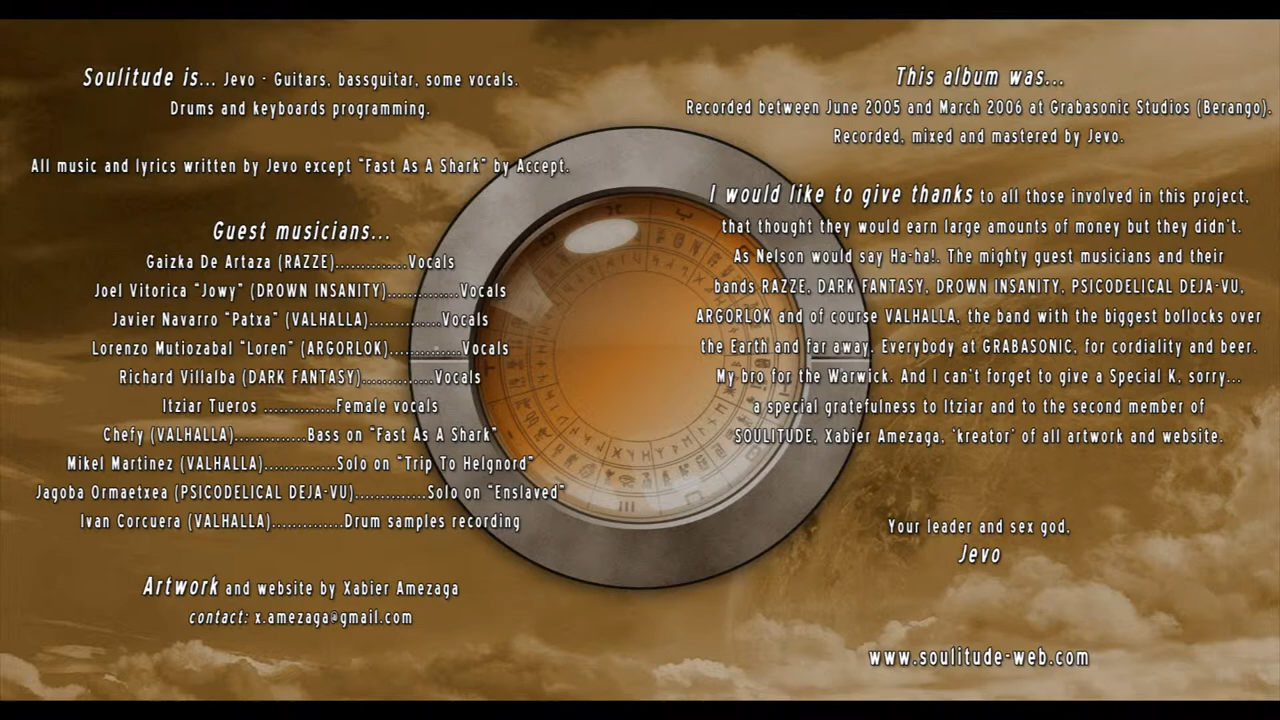 Soulitude is... Jevo - Guitars, bassguitar, some vocals.
Drums and keyboards programming.
All music and lyrics written by Jevo except "Fast As A Shark" by Accept.
Guest musicians...
Gaizka De Artaza (RAZZE).............Vocals
Joel Vitorica "Jowy" (DROWN INSANITY).............Vocals
Javier Navarro "Patxa" (VALHALLA).............Vocals
Lorenzo Mutiozabal "Loren" (ARGORLOK).............Vocals
Richard Villalba (DARK FANTASY).............Vocals
Itziar Tueros .............Female vocals
Chefy (VALHALLA).............Bass on "Fast As A Shark"
Mikel Martinez (VALHALLA).............Solo on "Trip To Helgnord"
Jagoba Ormaetxea (PSICODELICAL DEJA-VU).............Solo on "Enslaved"
Ivan Corcuera (VALHALLA).............Drum samples recording
Artwork and website by Xabier Amezaga
contact: x.amezaga@gmail.com
This album was...
Recorded between June 2005 and March 2006 at Grabasonic Studios (Berango).
Recorded, mixed and mastered by Jevo.
I would like to give thanks to all those involved in this project,
that thought they would earn large amounts of money but they didn't.
As Nelson would say Ha-ha!. The mighty guest musicians and their
bands RAZZE, DARK FANTASY, DROWN INSANITY, PSICODELICAL DEJA-VU,
ARGORLOK and of course VALHALLA, the band with the biggest bollocks over
the Earth and far away. Everybody at GRABASONIC, for cordiality and beer.
My bro for the Warwick. And I can't forget to give a Special K, sorry...
a special gratefulness to Itziar and to the second member of
SOULITUDE, Xabier Amezaga, 'kreator' of all artwork and website.
Your leader and sex god,
Jevo
www.soulitude-web.com